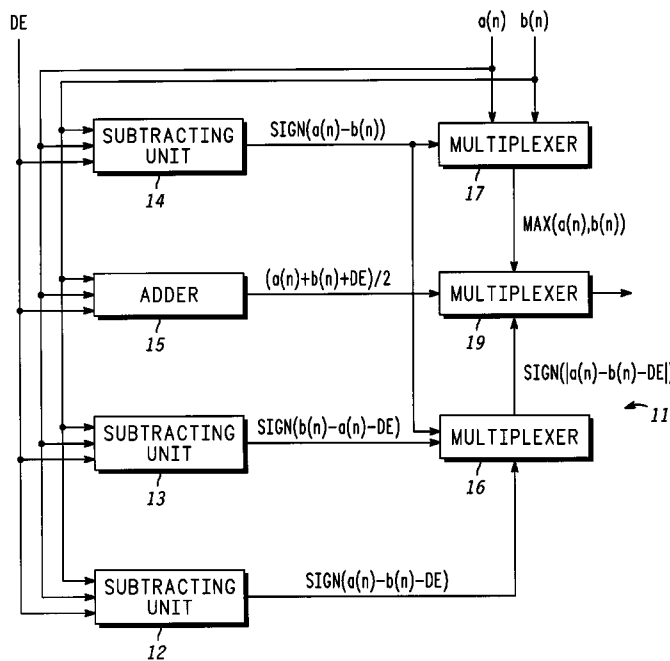 DE
a(n) b(n)
SUBTRACTING
UNIT
14
SIGN(a(n)-b(n))
MULTIPLEXER
17
MAX(a(n),b(n))
ADDER
15
(a(n)+b(n)+DE)/2
MULTIPLEXER
19
SIGN(|a(n)-b(n)-DE|)
11
SUBTRACTING
UNIT
13
SIGN(b(n)-a(n)-DE)
MULTIPLEXER
16
SUBTRACTING
UNIT
12
SIGN(a(n)-b(n)-DE)